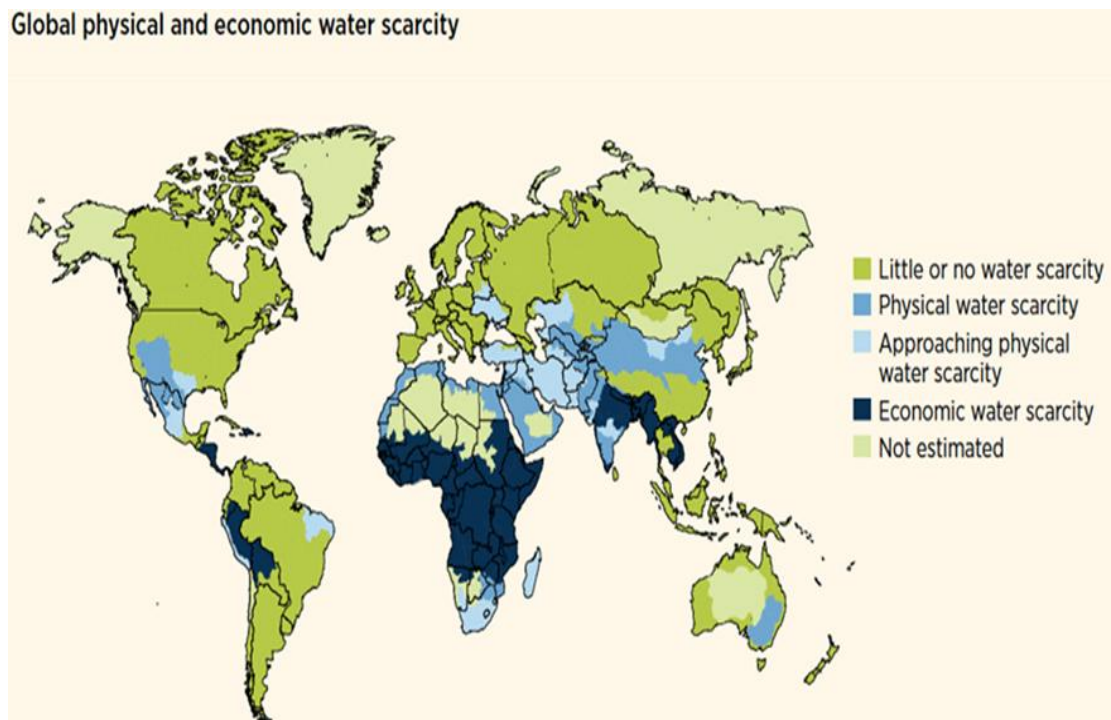 Global physical and economic water scarcity
Little or no water scarcity
Physical water scarcity
Approaching physical
water scarcity
Economic water scarcity
Not estimated